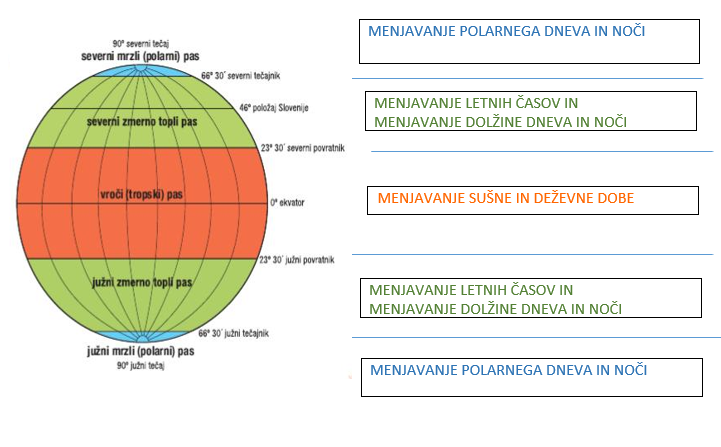 90° severni tečaj
severni mrzli (polarni) pas
66° 30´ severni tečajnik
46° položaj Slovenije
severni zmerno topli pas
23° 30´ severni povratnik
vroči (tropski) pas
0° ekvator
23° 30´ južni povratnik
južni zmerno topli pas
66° 30´ južni tečajnik
južni mrzli (polarni) pas
90° južni tečaj
MENJAVANJE POLARNEGA DNEVA IN NOČI
MENJAVANJE LETNIH ČASOV IN
MENJAVANJE DOLŽINE DNEVA IN NOČI
MENJAVANJE SUŠNE IN DEŽEVNE DOBE
MENJAVANJE LETNIH ČASOV IN
MENJAVANJE DOLŽINE DNEVA IN NOČI
MENJAVANJE POLARNEGA DNEVA IN NOČI